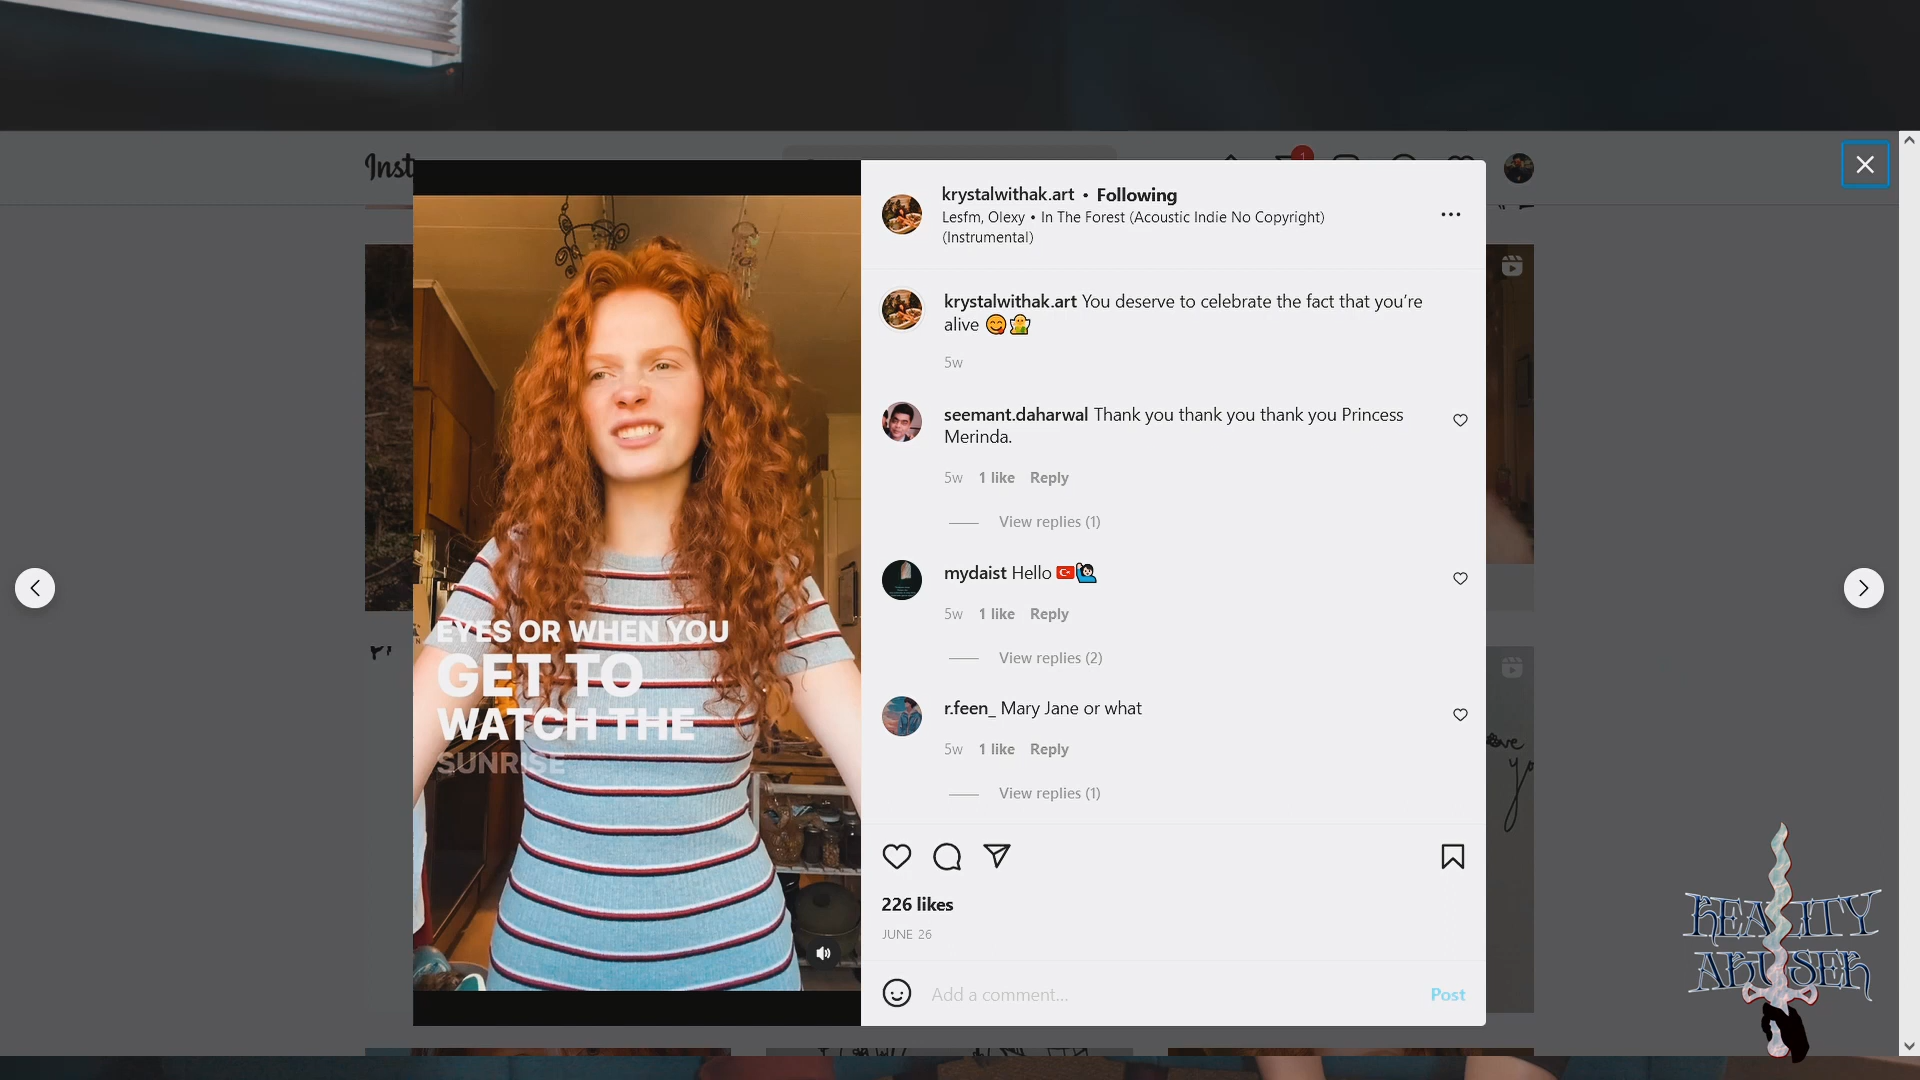 Inst
1
krystalwithak.art • Following
Lesfm, Olexy • In The Forest (Acoustic Indie No Copyright)
(Instrumental)
krystalwithak.art You deserve to celebrate the fact that you’re
alive 😋🤷
5w
seemant.daharwal Thank you thank you thank you Princess
Merinda.
5w 1 like Reply
View replies (1)
mydaist Hello 🇹🇷🙋🏻
5w 1 like Reply
View replies (2)
r.feen_ Mary Jane or what
5w 1 like Reply
View replies (1)
226 likes
JUNE 26
Add a comment...
Post
EYES OR WHEN YOU
GET TO
WATCH THE
SUNRISE
REALITY
ABUSER